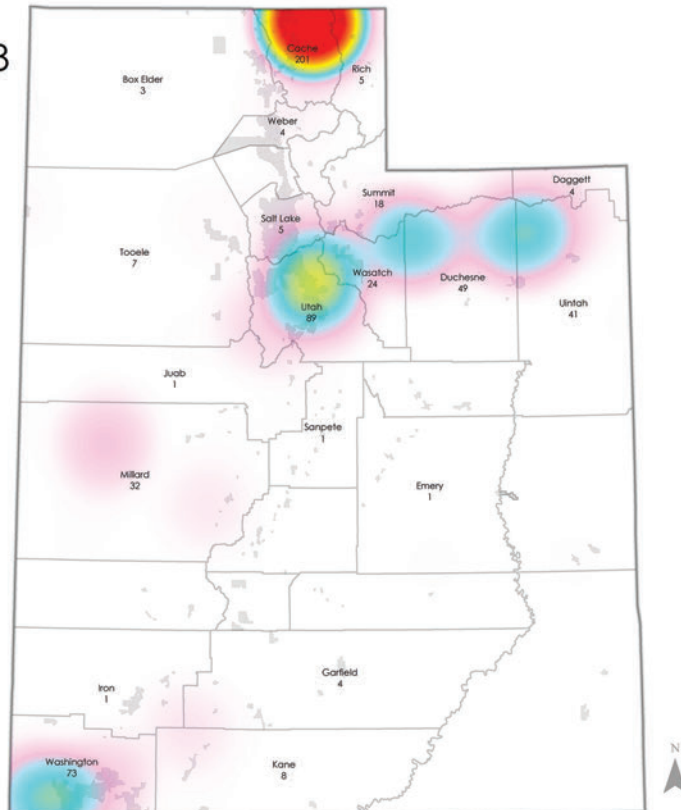 3
Cache
201
Rich
5
Box Elder
3
Weber
4
Daggett
4
Summit
18
Salt Lake
5
Tooele
7
Wasatch
24
Duchesne
49
Uintah
41
Utah
89
Juab
1
Sanpete
1
Millard
32
Emery
1
Garfield
4
Iron
1
Washington
73
Kane
8
N